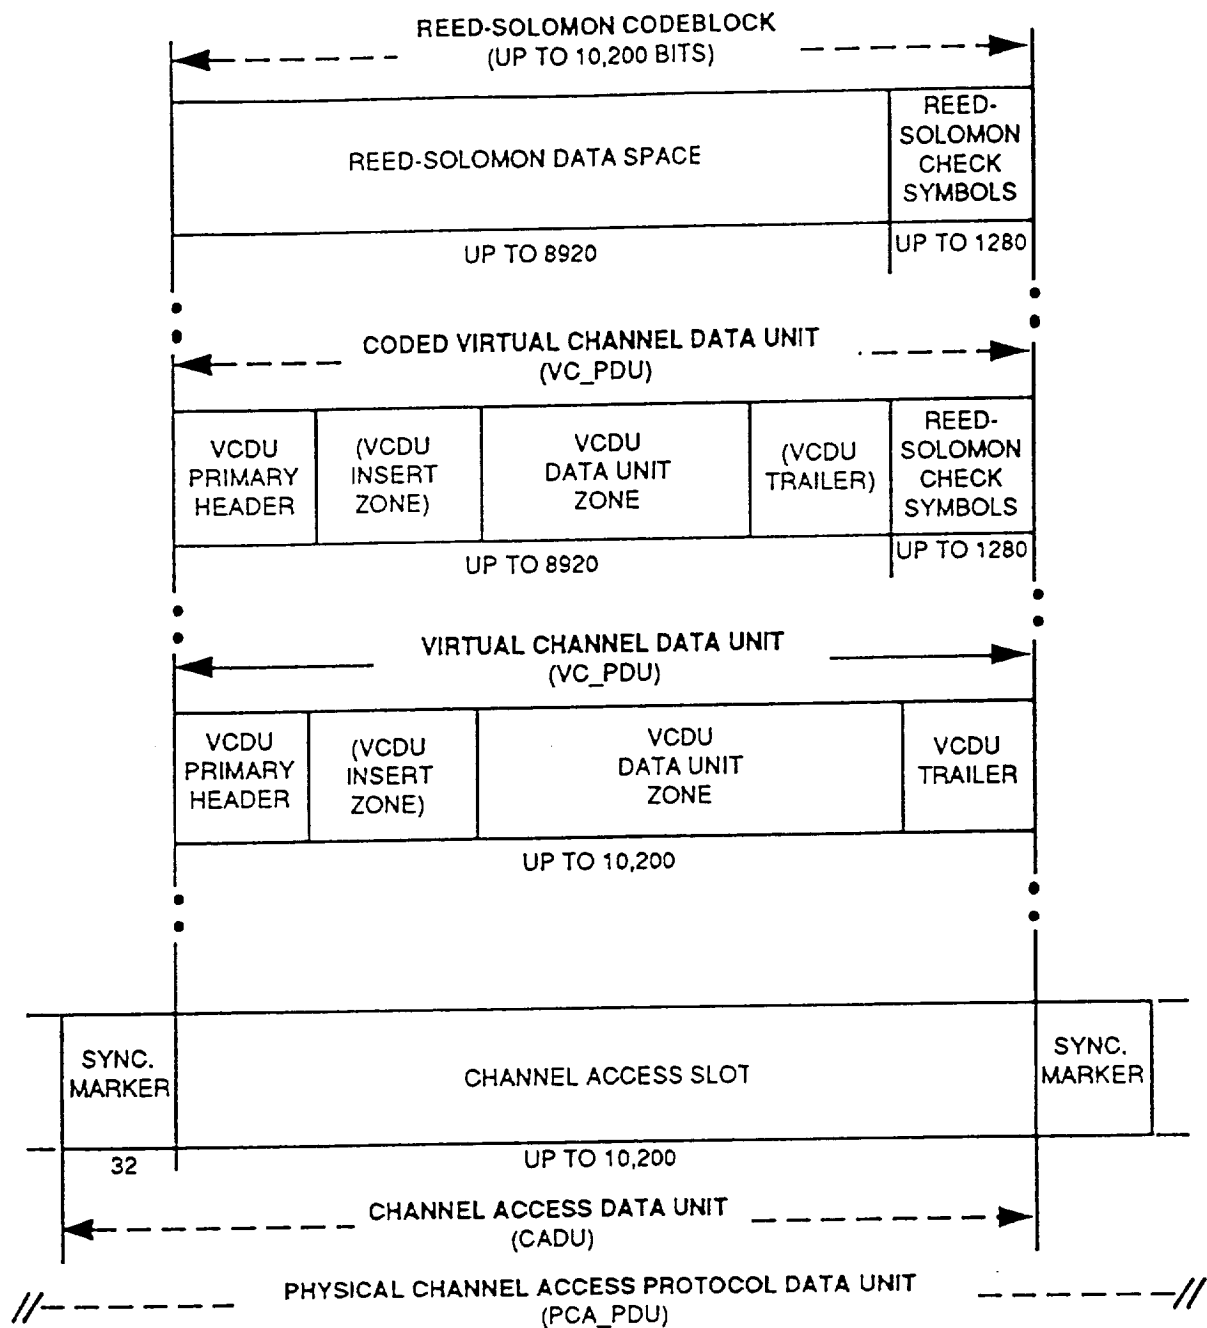 REED-SOLOMON CODEBLOCK
(UP TO 10,200 BITS)
REED-SOLOMON DATA SPACE
REED-
SOLOMON
CHECK
SYMBOLS
UP TO 8920
UP TO 1280
CODED VIRTUAL CHANNEL DATA UNIT
(VC_PDU)
VCDU
PRIMARY
HEADER
(VCDU
INSERT
ZONE)
VCDU
DATA UNIT
ZONE
(VCDU
TRAILER)
REED-
SOLOMON
CHECK
SYMBOLS
UP TO 8920
UP TO 1280
VIRTUAL CHANNEL DATA UNIT
(VC_PDU)
VCDU
PRIMARY
HEADER
(VCDU
INSERT
ZONE)
VCDU
DATA UNIT
ZONE
VCDU
TRAILER
UP TO 10,200
SYNC.
MARKER
CHANNEL ACCESS SLOT
SYNC.
MARKER
32
UP TO 10,200
CHANNEL ACCESS DATA UNIT
(CADU)
PHYSICAL CHANNEL ACCESS PROTOCOL DATA UNIT
(PCA_PDU)